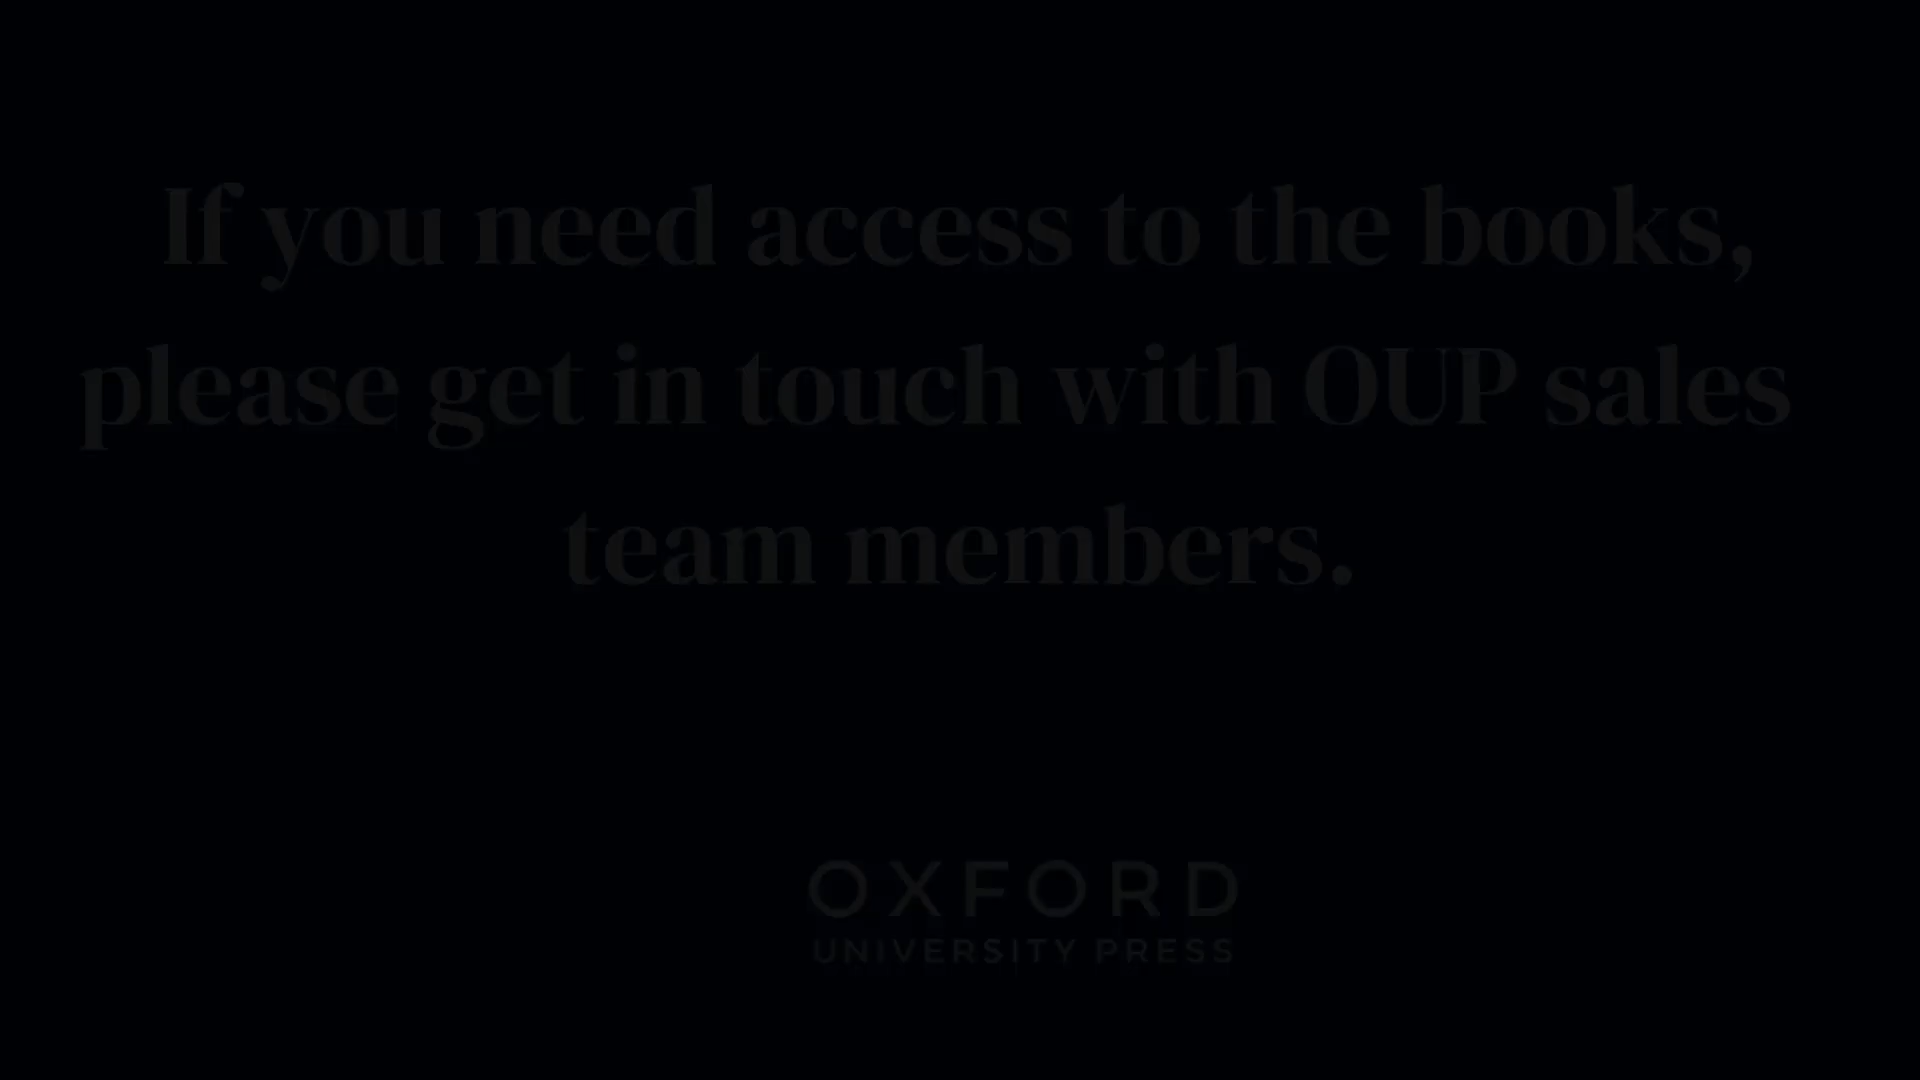 If you need access to the books,
please get in touch with OUP sales
team members.
OXFORD
UNIVERSITY PRESS